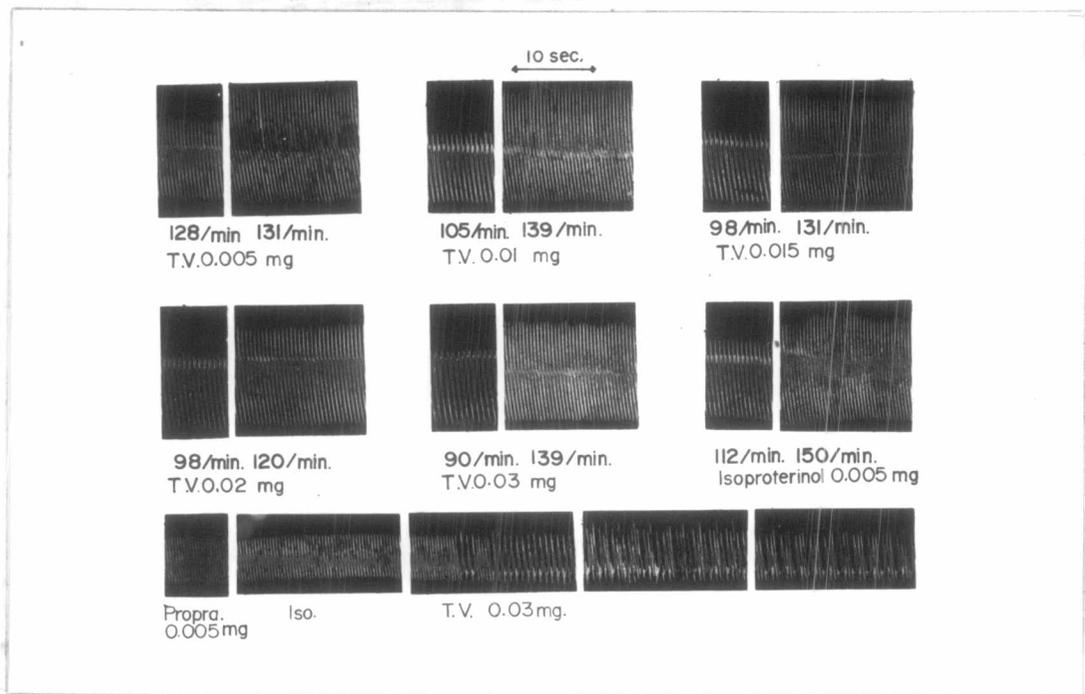 10 sec.
128/min 131/min.
T.V.0.005 mg
105/min. 139/min.
T.V. 0.01 mg
98/min. 131/min.
T.V.0.015 mg
98/min. 120/min.
T.V.0.02 mg
90/min. 139/min.
T.V.0.03 mg
112/min. 150/min.
Isoproterinol 0.005 mg
Propra.
0.005 mg
Iso.
T.V. 0.03mg.